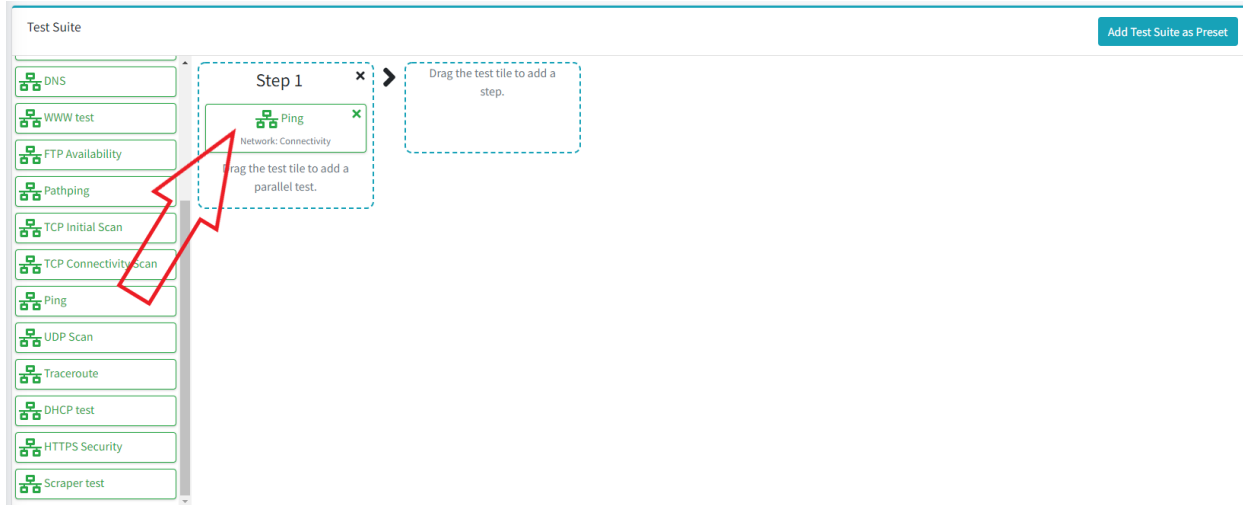 Test Suite
Add Test Suite as Preset
DNS
WWW test
FTP Availability
Pathping
TCP Initial Scan
TCP Connectivity Scan
Ping
UDP Scan
Traceroute
DHCP test
HTTPS Security
Scraper test
Step 1
Ping
Network: Connectivity
Drag the test tile to add a
parallel test.
Drag the test tile to add a
step.